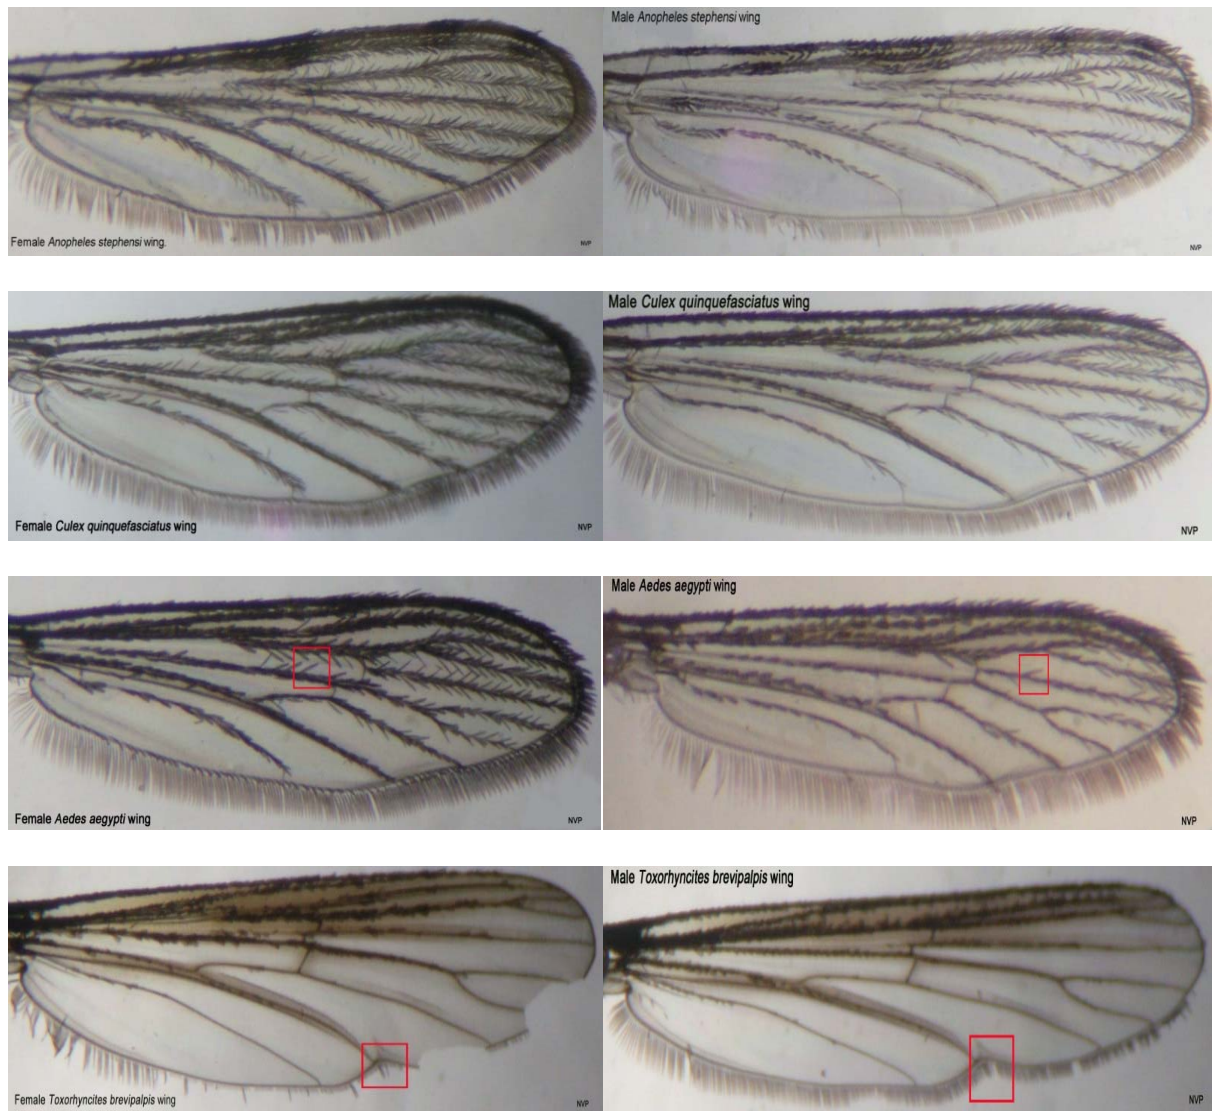 Male Anopheles stephensi wing
Female Anopheles stephensi wing.
NVP
NVP
Male Culex quinquefasciatus wing
Female Culex quinquefasciatus wing
NVP
NVP
Male Aedes aegypti wing
Female Aedes aegypti wing
NVP
NVP
Male Toxorhyncites brevipalpis wing
Female Toxorhyncites brevipalpis wing
NVP
NVP